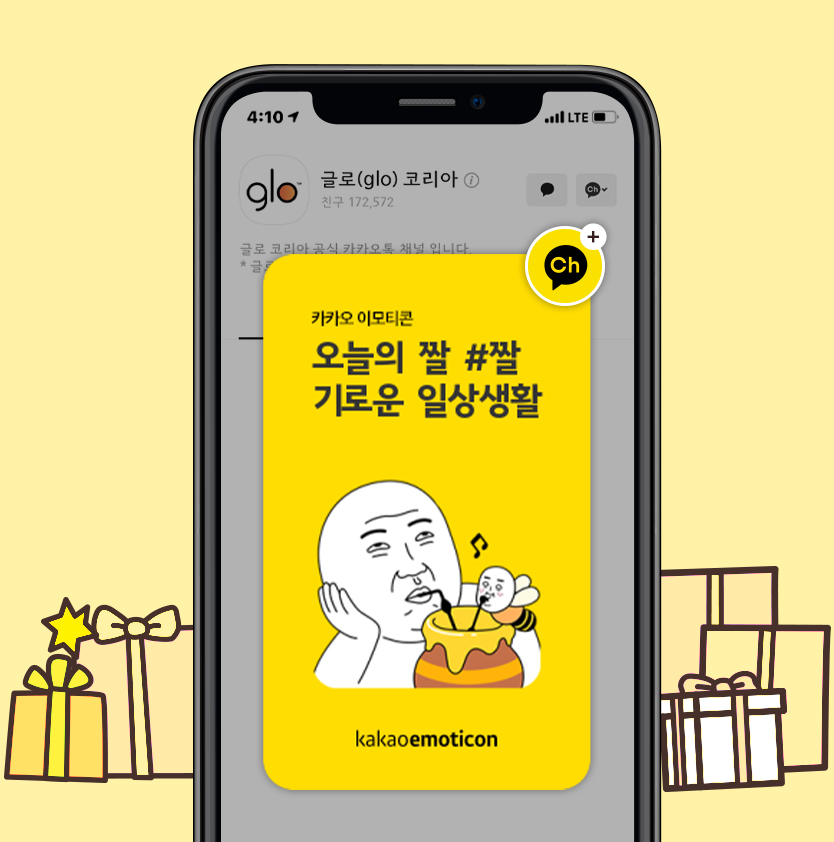 4:10
LTE
glo™
글로(glo) 코리아
친구 172,572
Ch
글로 코리아 공식 카카오톡 채널 입니다.
* 글로
Ch
카카오 이모티콘
오늘의 짤 #짤
기로운 일상생활
kakaoemoticon